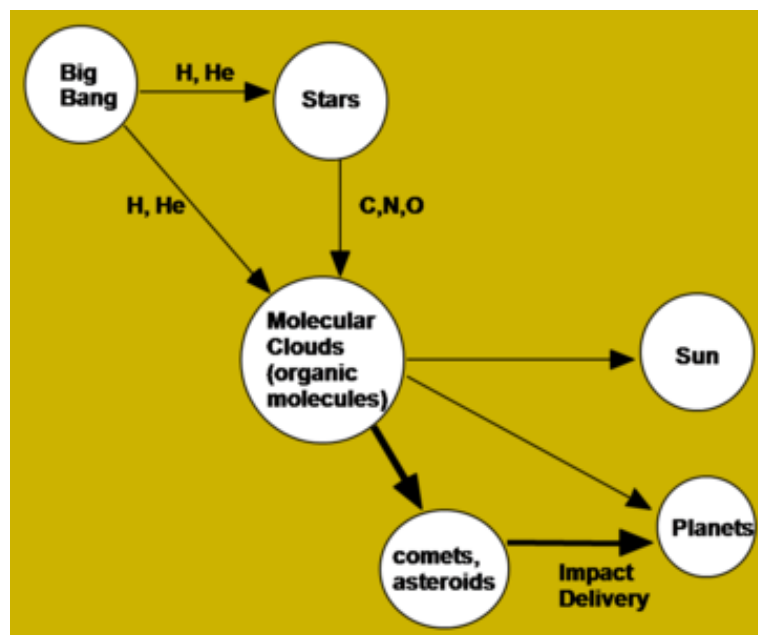 Big
Bang
H, He
Stars
H, He
C,N,O
Molecular
Clouds
(organic
molecules)
Sun
comets,
asteroids
Impact
Delivery
Planets